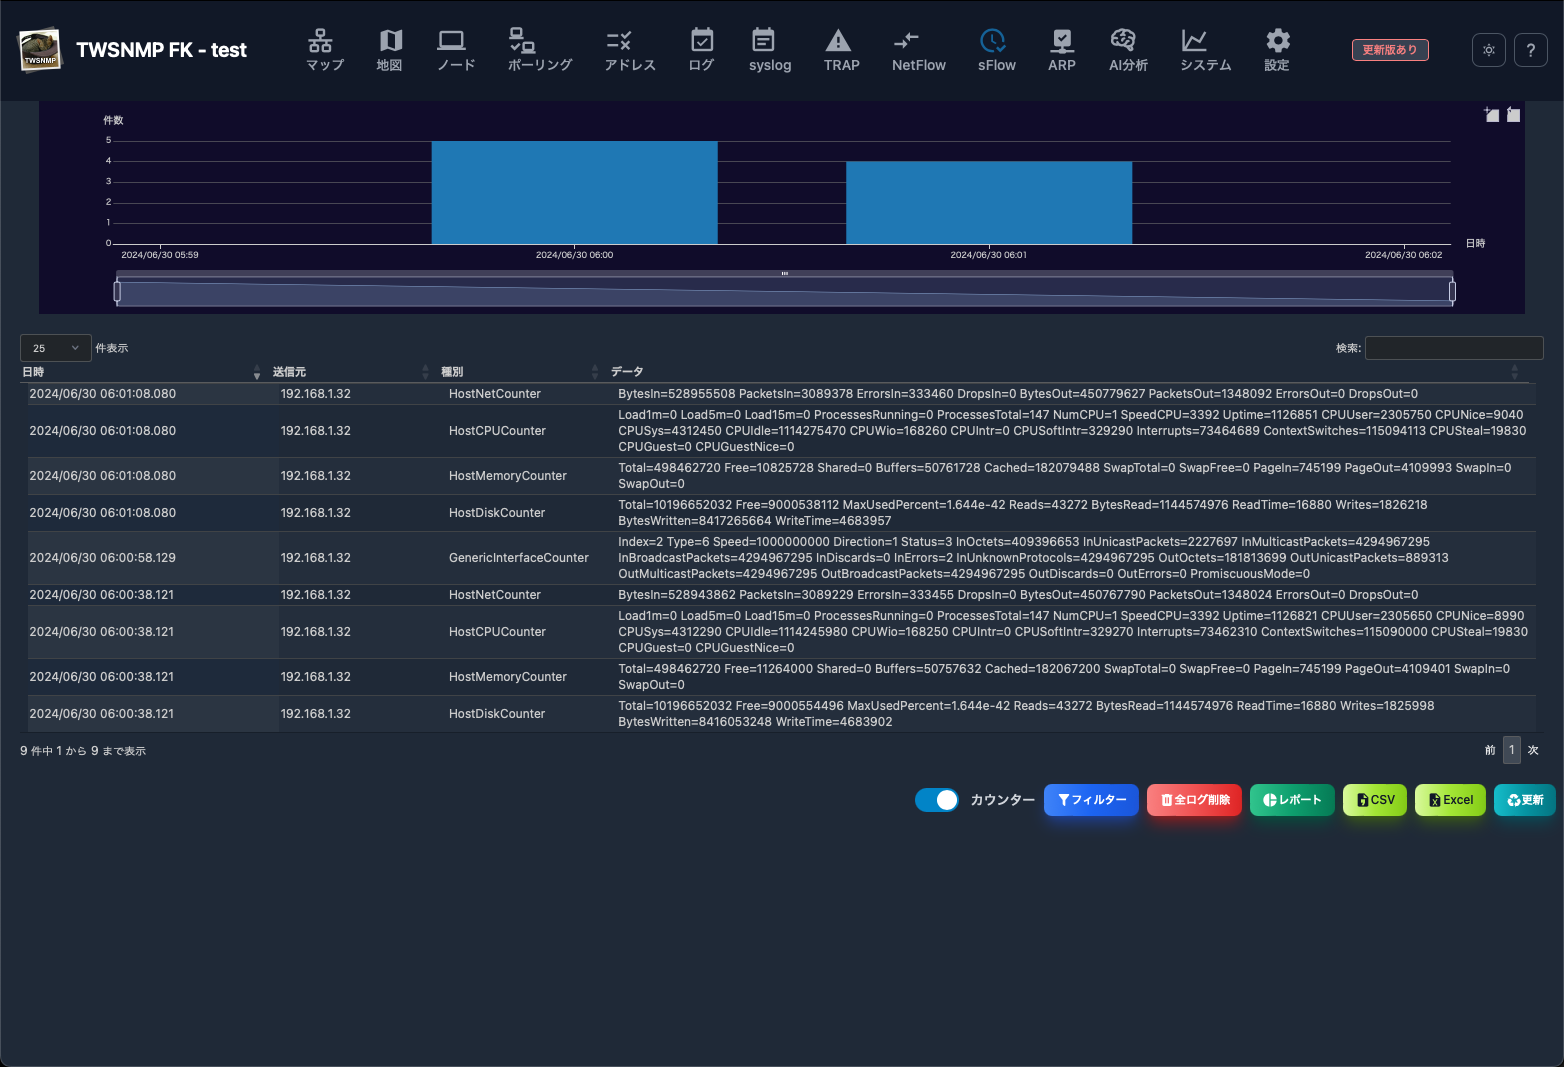 TWSNMP
TWSNMP FK - test
マップ
地図
ノード
ポーリング
アドレス
ログ
syslog
TRAP
NetFlow
sFlow
ARP
AI分析
システム
設定
更新版あり
?
件数
5
4
3
2
1
0
2024/06/30 05:59
2024/06/30 06:00
2024/06/30 06:01
2024/06/30 06:02
日時
25
件表示
検索:
日時 送信元 種別 データ
2024/06/30 06:01:08.080 192.168.1.32 HostNetCounter BytesIn=528955508 PacketsIn=3089378 ErrorsIn=333460 DropsIn=0 BytesOut=450779627 PacketsOut=1348092 ErrorsOut=0 DropsOut=0
2024/06/30 06:01:08.080 192.168.1.32 HostCPUCounter Load1m=0 Load5m=0 Load15m=0 ProcessesRunning=0 ProcessesTotal=147 NumCPU=1 SpeedCPU=3392 Uptime=1126851 CPUUser=2305750 CPUNice=9040
CPUSys=4312450 CPUIdle=1114275470 CPUWio=168260 CPUIntr=0 CPUSoftIntr=329290 Interrupts=73464689 ContextSwitches=115094113 CPUSteal=19830
CPUGuest=0 CPUGuestNice=0
2024/06/30 06:01:08.080 192.168.1.32 HostMemoryCounter Total=498462720 Free=10825728 Shared=0 Buffers=50761728 Cached=182079488 SwapTotal=0 SwapFree=0 PageIn=745199 PageOut=4109993 SwapIn=0
SwapOut=0
2024/06/30 06:01:08.080 192.168.1.32 HostDiskCounter Total=10196652032 Free=9000538112 MaxUsedPercent=1.644e-42 Reads=43272 BytesRead=1144574976 ReadTime=16880 Writes=1826218
BytesWritten=8417265664 WriteTime=4683957
2024/06/30 06:00:58.129 192.168.1.32 GenericInterfaceCounter Index=2 Type=6 Speed=1000000000 Direction=1 Status=3 InOctets=409396653 InUnicastPackets=2227697 InMulticastPackets=4294967295
InBroadcastPackets=4294967295 InDiscards=0 InErrors=2 InUnknownProtocols=4294967295 OutOctets=181813699 OutUnicastPackets=889313
OutMulticastPackets=4294967295 OutBroadcastPackets=4294967295 OutDiscards=0 OutErrors=0 PromiscuousMode=0
2024/06/30 06:00:38.121 192.168.1.32 HostNetCounter BytesIn=528943862 PacketsIn=3089229 ErrorsIn=333455 DropsIn=0 BytesOut=450767790 PacketsOut=1348024 ErrorsOut=0 DropsOut=0
2024/06/30 06:00:38.121 192.168.1.32 HostCPUCounter Load1m=0 Load5m=0 Load15m=0 ProcessesRunning=0 ProcessesTotal=147 NumCPU=1 SpeedCPU=3392 Uptime=1126821 CPUUser=2305650 CPUNice=8990
CPUSys=4312290 CPUIdle=1114245980 CPUWio=168250 CPUIntr=0 CPUSoftIntr=329270 Interrupts=73462310 ContextSwitches=115090000 CPUSteal=19830
CPUGuest=0 CPUGuestNice=0
2024/06/30 06:00:38.121 192.168.1.32 HostMemoryCounter Total=498462720 Free=11264000 Shared=0 Buffers=50757632 Cached=182067200 SwapTotal=0 SwapFree=0 PageIn=745199 PageOut=4109401 SwapIn=0
SwapOut=0
2024/06/30 06:00:38.121 192.168.1.32 HostDiskCounter Total=10196652032 Free=9000554496 MaxUsedPercent=1.644e-42 Reads=43272 BytesRead=1144574976 ReadTime=16880 Writes=1825998
BytesWritten=8416053248 WriteTime=4683902
9 件中 1 から 9 まで表示
前 1 次
カウンター
フィルター
全ログ削除
レポート
CSV
Excel
更新